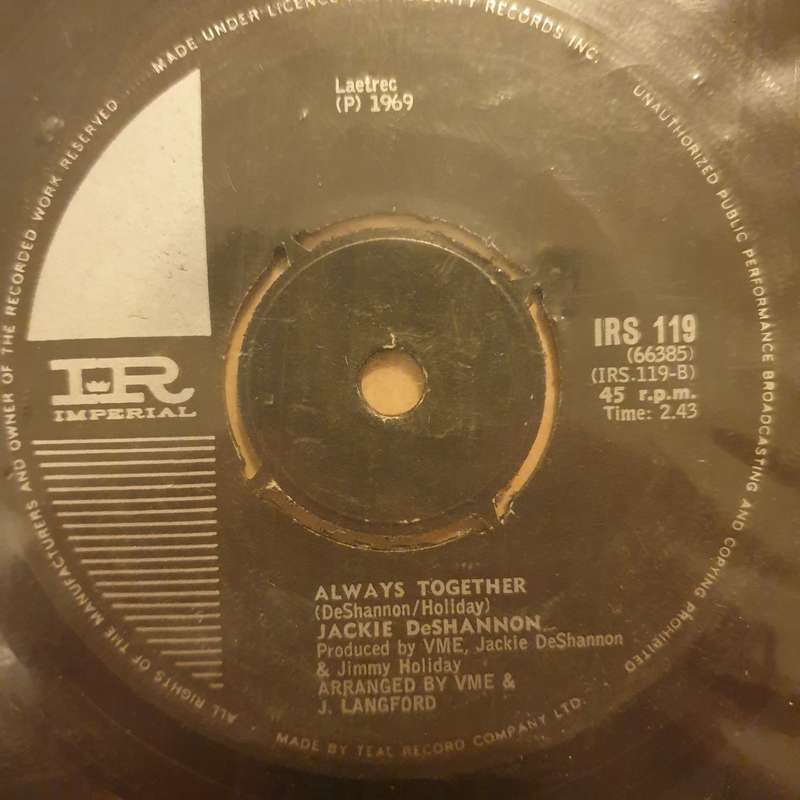 MADE UNDER LICENCE RECORDS INC.
UNAUTHORIZED PUBLIC PERFORMANCE BROADCASTING AND COPYING PROHIBITED
Laetrec
(P) 1969
IR
IMPERIAL
IRS 119
(66385)
(IRS.119-B)
45 r.p.m.
Time: 2.43
ALWAYS TOGETHER
(DeShannon/Holiday)
JACKIE DeSHANNON
Produced by VME, Jackie DeShannon
& Jimmy Holiday
ARRANGED BY VME &
J. LANGFORD
MADE BY TEAL RECORD COMPANY LTD.
ALL RIGHTS OF THE MANUFACTURERS AND OWNER OF THE RECORDED WORK RESERVED